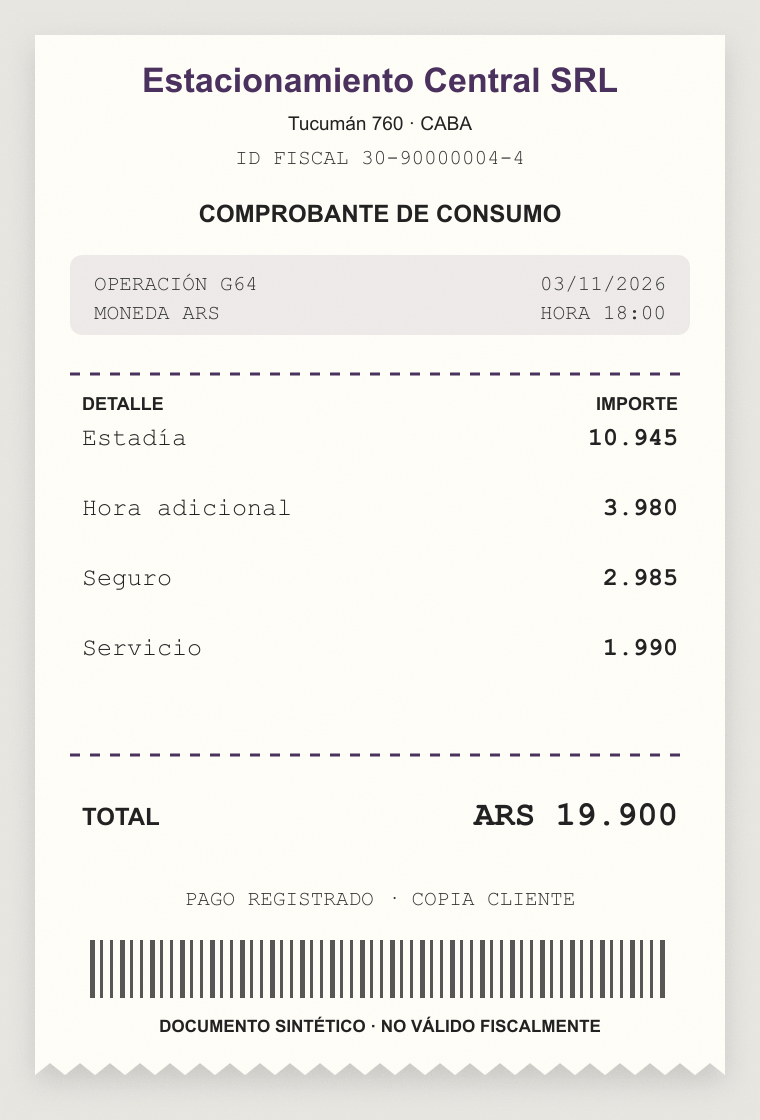 Estacionamiento Central SRL
Tucumán 760 · CABA
ID FISCAL 30-90000004-4
COMPROBANTE DE CONSUMO
OPERACIÓN G64 03/11/2026
MONEDA ARS HORA 18:00
DETALLE IMPORTE
Estadía 10.945
Hora adicional 3.980
Seguro 2.985
Servicio 1.990
TOTAL ARS 19.900
PAGO REGISTRADO · COPIA CLIENTE
DOCUMENTO SINTÉTICO · NO VÁLIDO FISCALMENTE